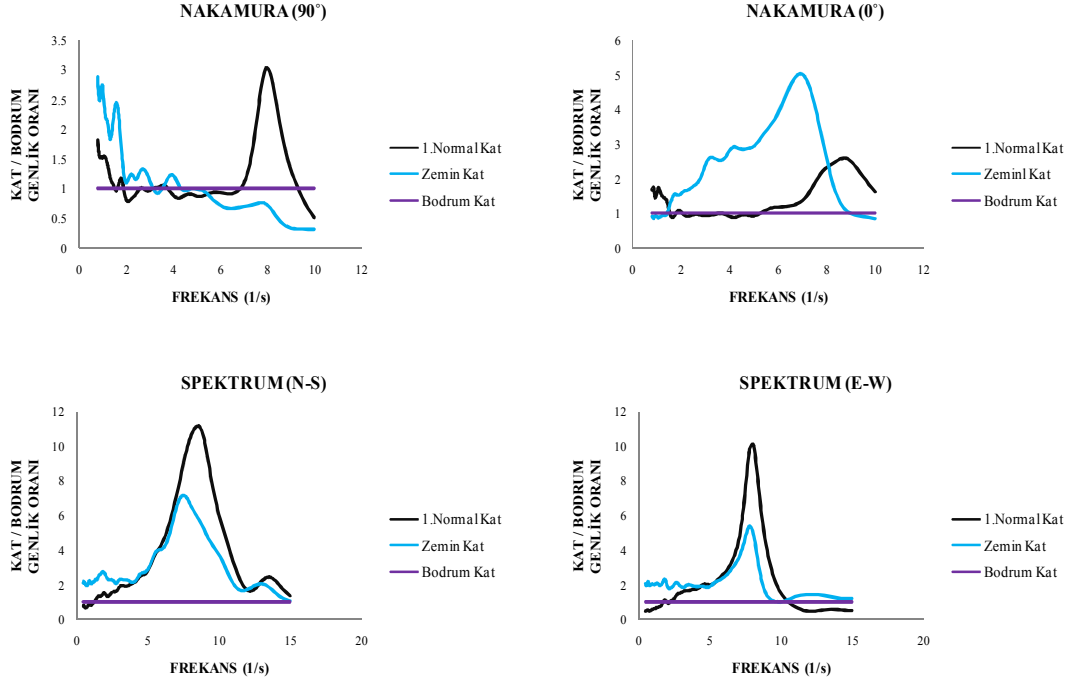 NAKAMURA (90˚)
KAT / BODRUM
GENLİK ORANI
3.5
3
2.5
2
1.5
1
0.5
0
0
2
4
6
8
10
12
FREKANS (1/s)
1.Normal Kat
Zemin Kat
Bodrum Kat
NAKAMURA (0˚)
KAT / BODRUM
GENLİK ORANI
6
5
4
3
2
1
0
0
2
4
6
8
10
12
FREKANS (1/s)
1.Normal Kat
Zeminl Kat
Bodrum Kat
SPEKTRUM (N-S)
KAT / BODRUM
GENLİK ORANI
12
10
8
6
4
2
0
0
5
10
15
20
FREKANS (1/s)
1.Normal Kat
Zemin Kat
Bodrum Kat
SPEKTRUM (E-W)
KAT / BODRUM
GENLİK ORANI
12
10
8
6
4
2
0
0
5
10
15
20
FREKANS (1/s)
1.Normal Kat
Zemin Kat
Bodrum Kat